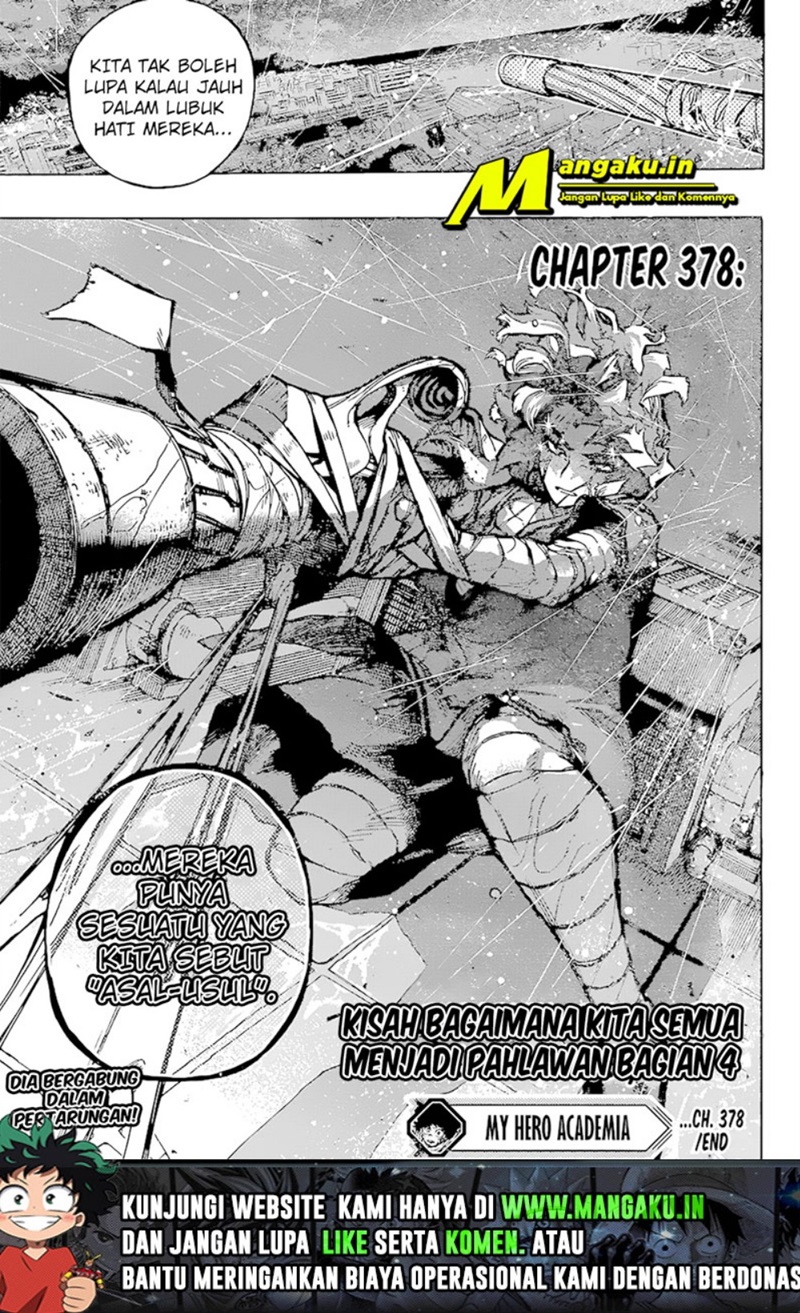 KITA TAK BOLEH
LUPA KALAU JAUH
DALAM LUBUK
HATI MEREKA...
Mangaku.in
Jangan Lupa Like dan Komennya
CHAPTER 378:
...MEREKA
PUNYA
SESUATU YANG
KITA SEBUT
"ASAL-USUL".
KISAH BAGAIMANA KITA SEMUA
MENJADI PAHLAWAN BAGIAN 4
DIA BERGABUNG
DALAM
PERTARUNGAN!
MY HERO ACADEMIA
...CH. 378
/END
KUNJUNGI WEBSITE KAMI HANYA DI WWW.MANGAKU.IN
DAN JANGAN LUPA LIKE SERTA KOMEN. ATAU
BANTU MERINGANKAN BIAYA OPERASIONAL KAMI DENGAN BERDONAS